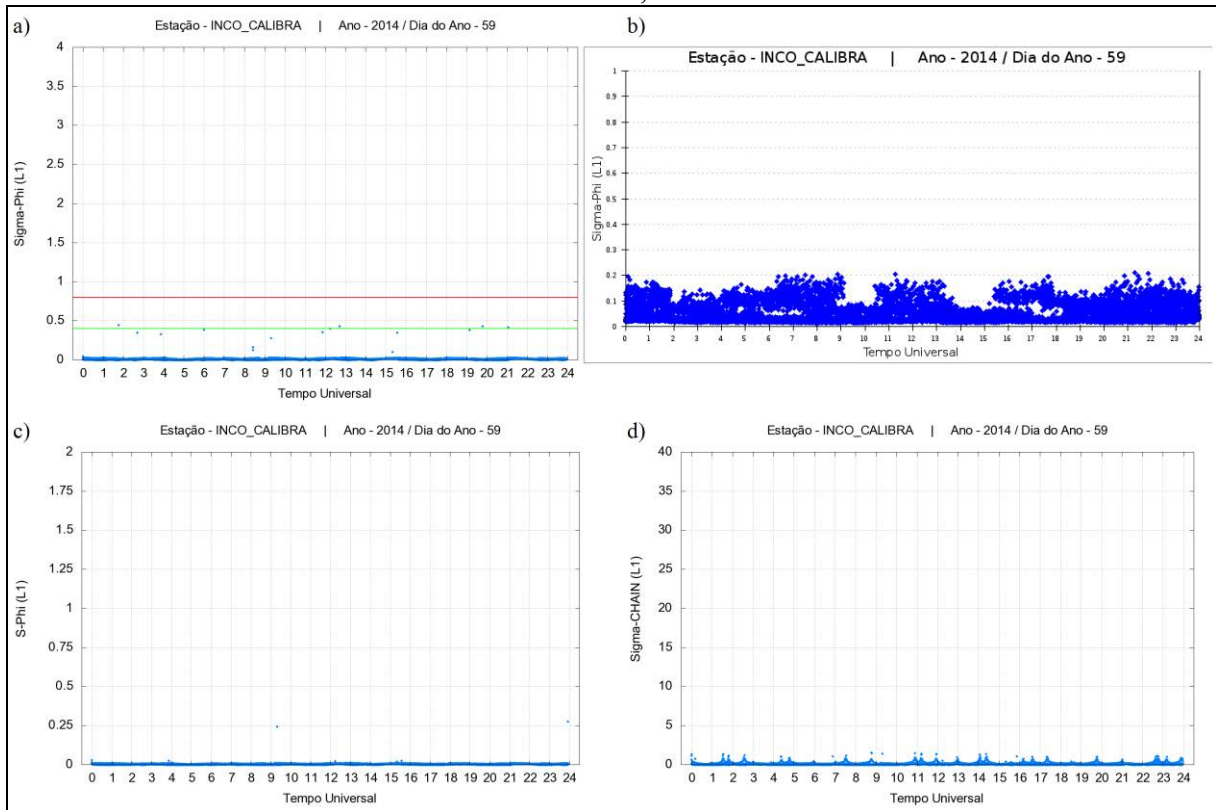 a)
Estação - INCO_CALIBRA | Ano - 2014 / Dia do Ano - 59
4
3.5
3
2.5
2
1.5
1
0.5
0
Sigma-Phi (L1)
0 1 2 3 4 5 6 7 8 9 10 11 12 13 14 15 16 17 18 19 20 21 22 23 24
Tempo Universal
b)
Estação - INCO_CALIBRA | Ano - 2014 / Dia do Ano - 59
1
0.9
0.8
0.7
0.6
0.5
0.4
0.3
0.2
0.1
0
Sigma-Phi (L1)
0 1 2 3 4 5 6 7 8 9 10 11 12 13 14 15 16 17 18 19 20 21 22 23 24
Tempo Universal
c)
Estação - INCO_CALIBRA | Ano - 2014 / Dia do Ano - 59
2
1.75
1.5
1.25
1
0.75
0.5
0.25
0
S-Phi (L1)
0 1 2 3 4 5 6 7 8 9 10 11 12 13 14 15 16 17 18 19 20 21 22 23 24
Tempo Universal
d)
Estação - INCO_CALIBRA | Ano - 2014 / Dia do Ano - 59
40
35
30
25
20
15
10
5
0
Sigma-CHAIN (L1)
0 1 2 3 4 5 6 7 8 9 10 11 12 13 14 15 16 17 18 19 20 21 22 23 24
Tempo Universal